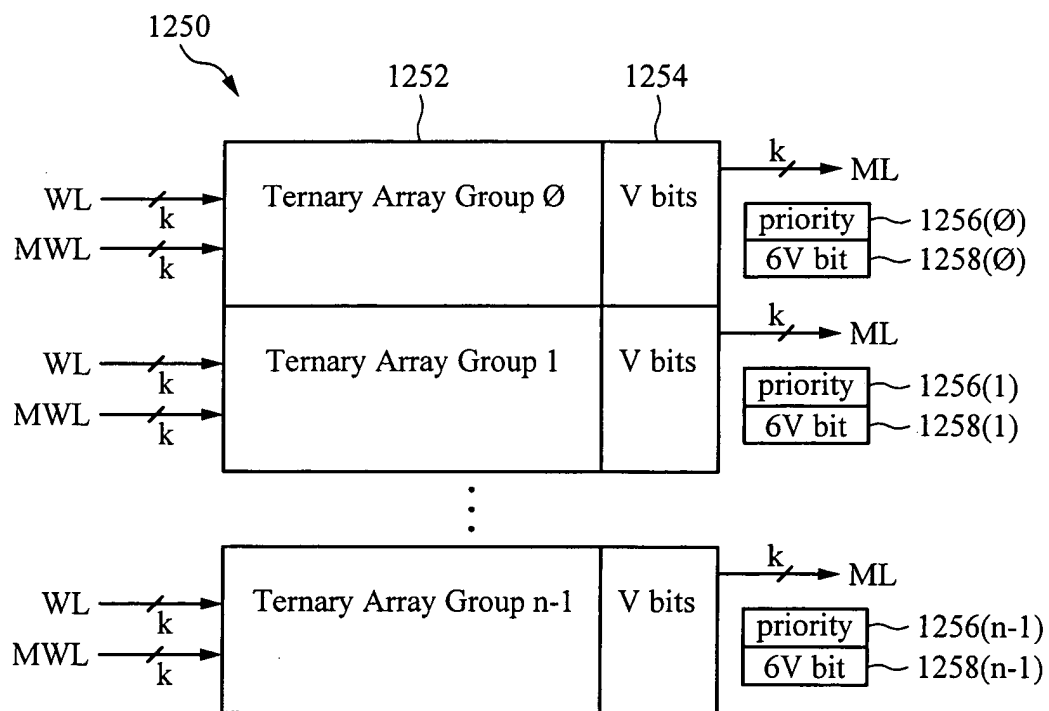 1250
1252
1254
WL k
MWL k
Ternary Array Group Ø
V bits
k ML
priority 1256(Ø)
6V bit 1258(Ø)
WL k
MWL k
Ternary Array Group 1
V bits
k ML
priority 1256(1)
6V bit 1258(1)
WL k
MWL k
Ternary Array Group n-1
V bits
k ML
priority 1256(n-1)
6V bit 1258(n-1)